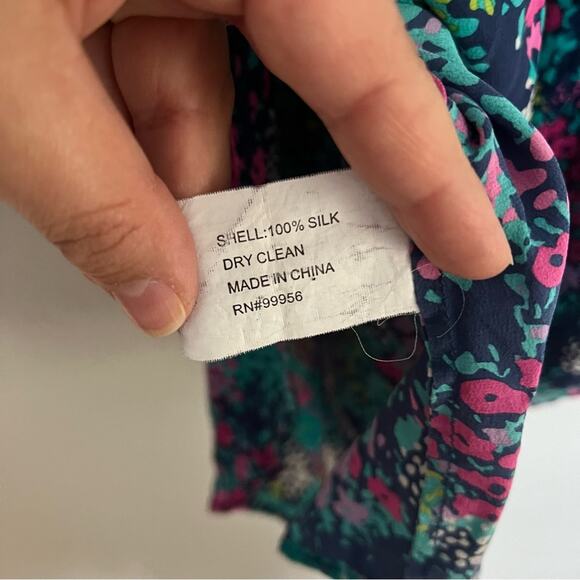 SHELL:100% SILK
DRY CLEAN
MADE IN CHINA
RN#99956